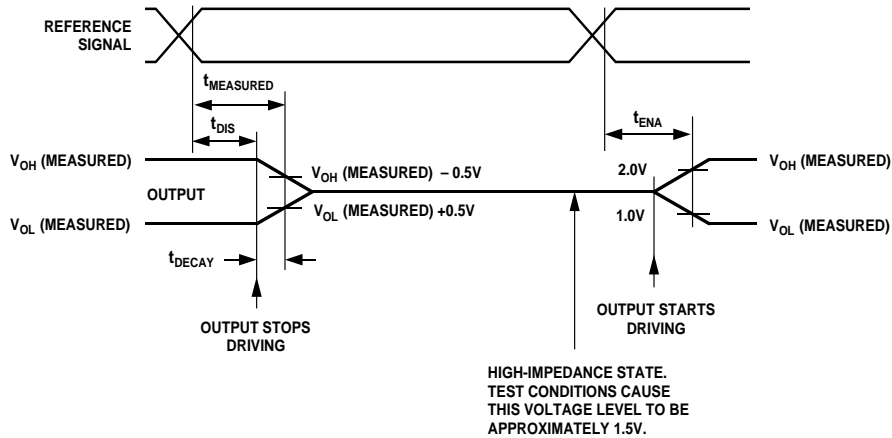 REFERENCE
SIGNAL
tMEASURED
tDIS
tENA
VOH (MEASURED)
VOH (MEASURED) – 0.5V
2.0V
VOH (MEASURED)
OUTPUT
VOL (MEASURED)
VOL (MEASURED) +0.5V
1.0V
VOL (MEASURED)
tDECAY
OUTPUT STOPS
DRIVING
OUTPUT STARTS
DRIVING
HIGH-IMPEDANCE STATE.
TEST CONDITIONS CAUSE
THIS VOLTAGE LEVEL TO BE
APPROXIMATELY 1.5V.